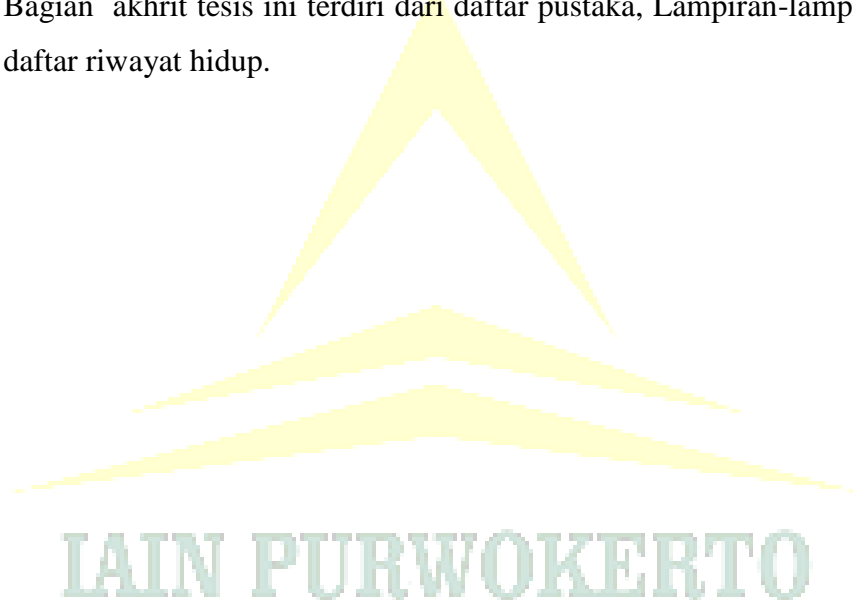 Bagian akhrit tesis ini terdiri dari daftar pustaka, Lampiran-lamp
daftar riwayat hidup.
IAIN PURWOKERTO